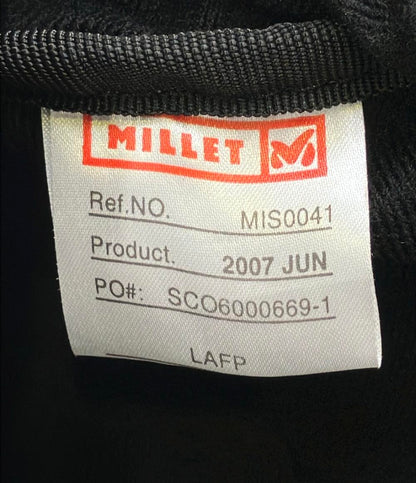 MILLET
Ref.NO. MIS0041
Product. 2007 JUN
PO#: SCO6000669-1
LAFP